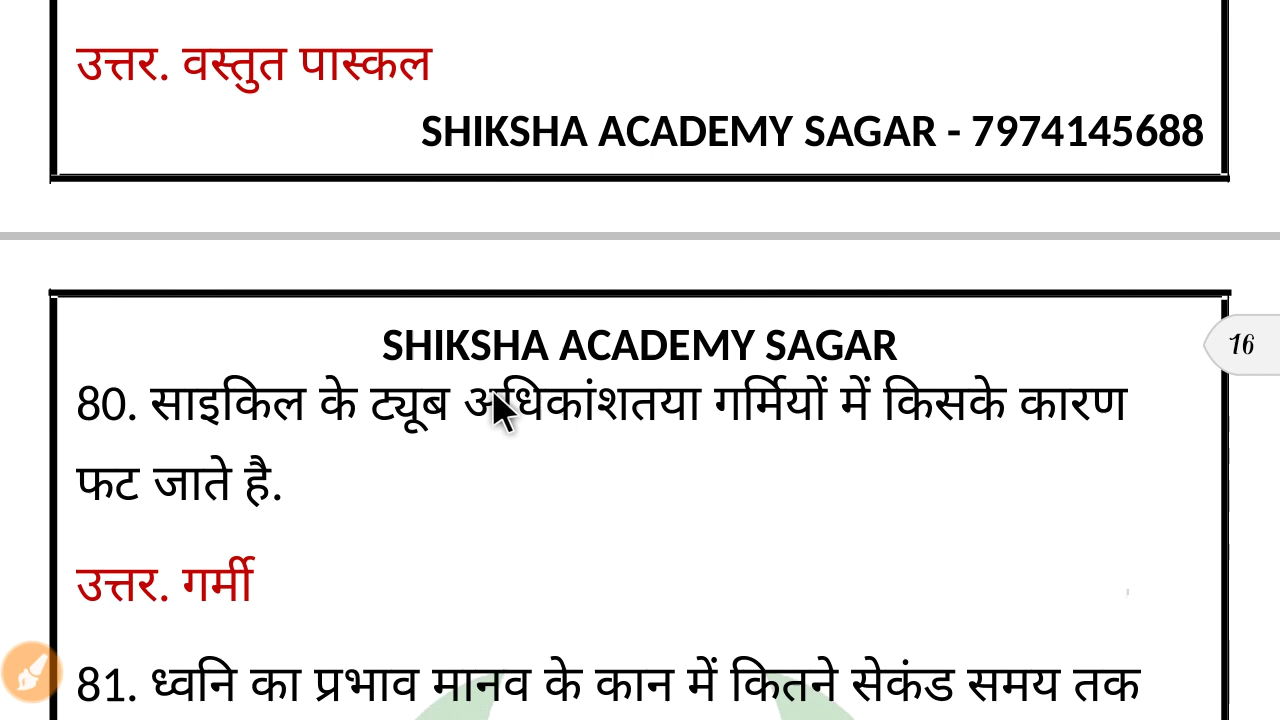 उत्तर. वस्तुत पास्कल
SHIKSHA ACADEMY SAGAR - 7974145688
SHIKSHA ACADEMY SAGAR
16
80. साइकिल के ट्यूब अधिकांशतया गर्मियों में किसके कारण
फट जाते है.
उत्तर. गर्मी
81. ध्वनि का प्रभाव मानव के कान में कितने सेकंड समय तक